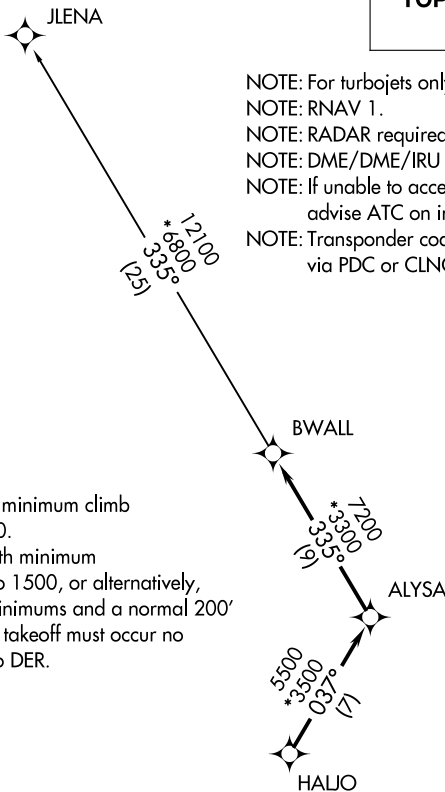 JLENA
NOTE: For turbojets only
NOTE: RNAV 1.
NOTE: RADAR required
NOTE: DME/DME/IRU
NOTE: If unable to acce
advise ATC on in
NOTE: Transponder coo
via PDC or CLNC
12100
*6800
335°
(25)
BWALL
minimum climb
0.
th minimum
o 1500, or alternatively,
inimums and a normal 200'
takeoff must occur no
o DER.
7200
*3300
335°
(9)
ALYSA
5500
*3500
037°
(7)
HALJO